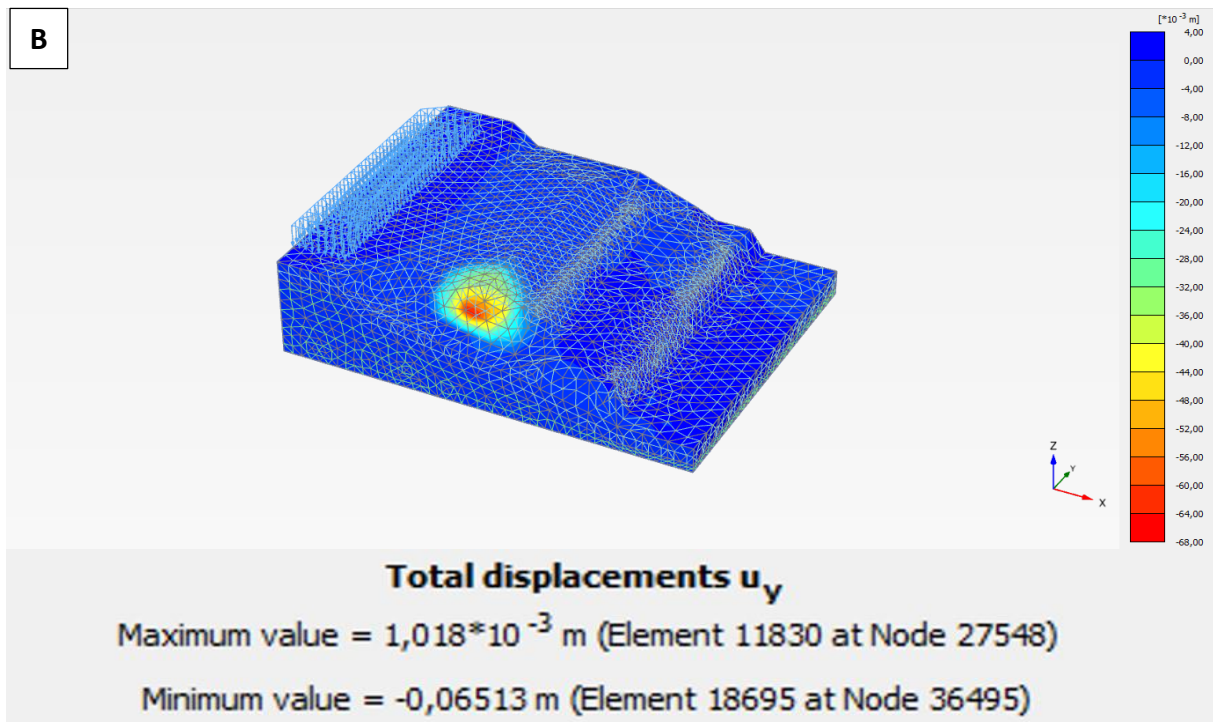 B
[*10 -3 m]
4,00
0,00
-4,00
-8,00
-12,00
-16,00
-20,00
-24,00
-28,00
-32,00
-36,00
-40,00
-44,00
-48,00
-52,00
-56,00
-60,00
-64,00
-68,00
Z
Y
X
Total displacements uy
Maximum value = 1,018*10 -3 m (Element 11830 at Node 27548)
Minimum value = -0,06513 m (Element 18695 at Node 36495)